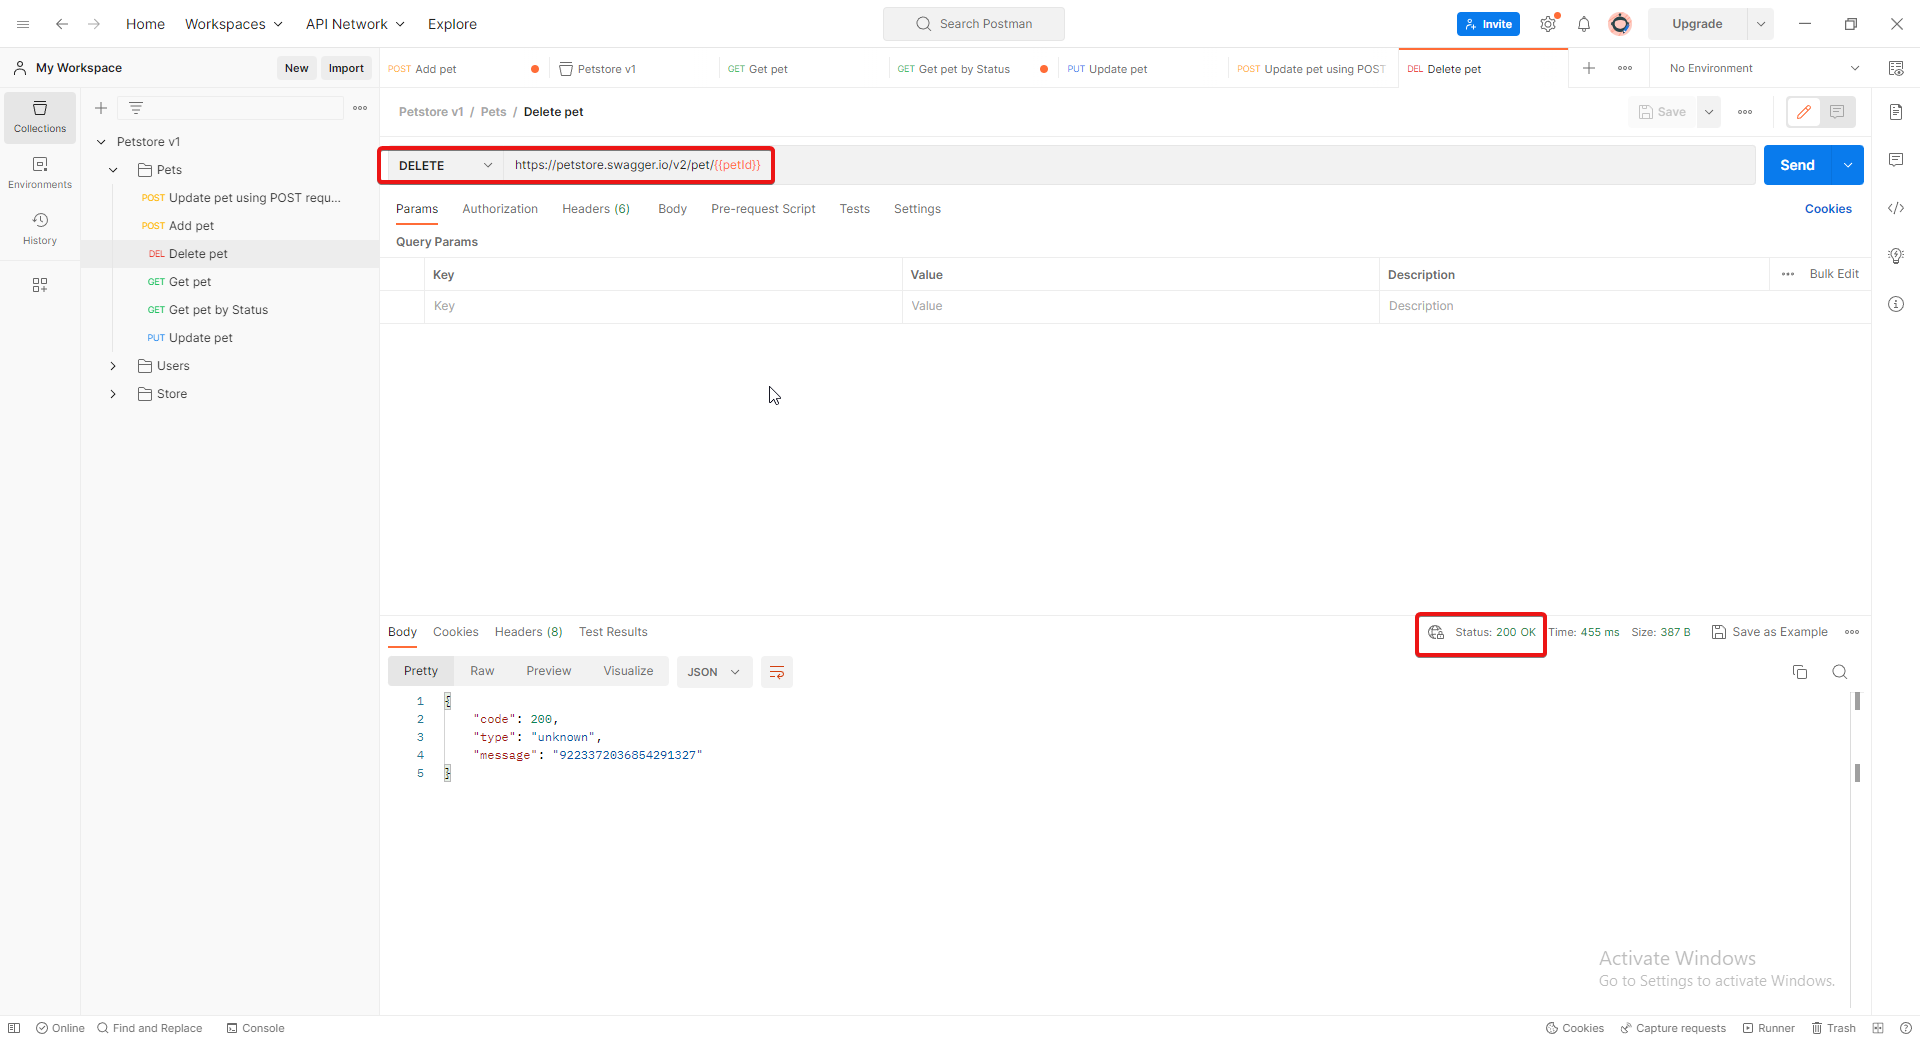 Home Workspaces API Network Explore Search Postman Invite Upgrade
My Workspace New Import POST Add pet Petstore v1 GET Get pet GET Get pet by Status PUT Update pet POST Update pet using POST DEL Delete pet No Environment
Collections
Environments
History
Petstore v1
Pets
POST Update pet using POST requ...
POST Add pet
DEL Delete pet
GET Get pet
GET Get pet by Status
PUT Update pet
Users
Store
Petstore v1 / Pets / Delete pet Save
DELETE https://petstore.swagger.io/v2/pet/{{petId}} Send
Params Authorization Headers (6) Body Pre-request Script Tests Settings Cookies
Query Params
Key Value Description Bulk Edit
Key Value Description
Body Cookies Headers (8) Test Results Status: 200 OK Time: 455 ms Size: 387 B Save as Example
Pretty Raw Preview Visualize JSON
1 {
2 "code": 200,
3 "type": "unknown",
4 "message": "9223372036854291327"
5 }
Activate Windows
Go to Settings to activate Windows.
Online Find and Replace Console Cookies Capture requests Runner Trash